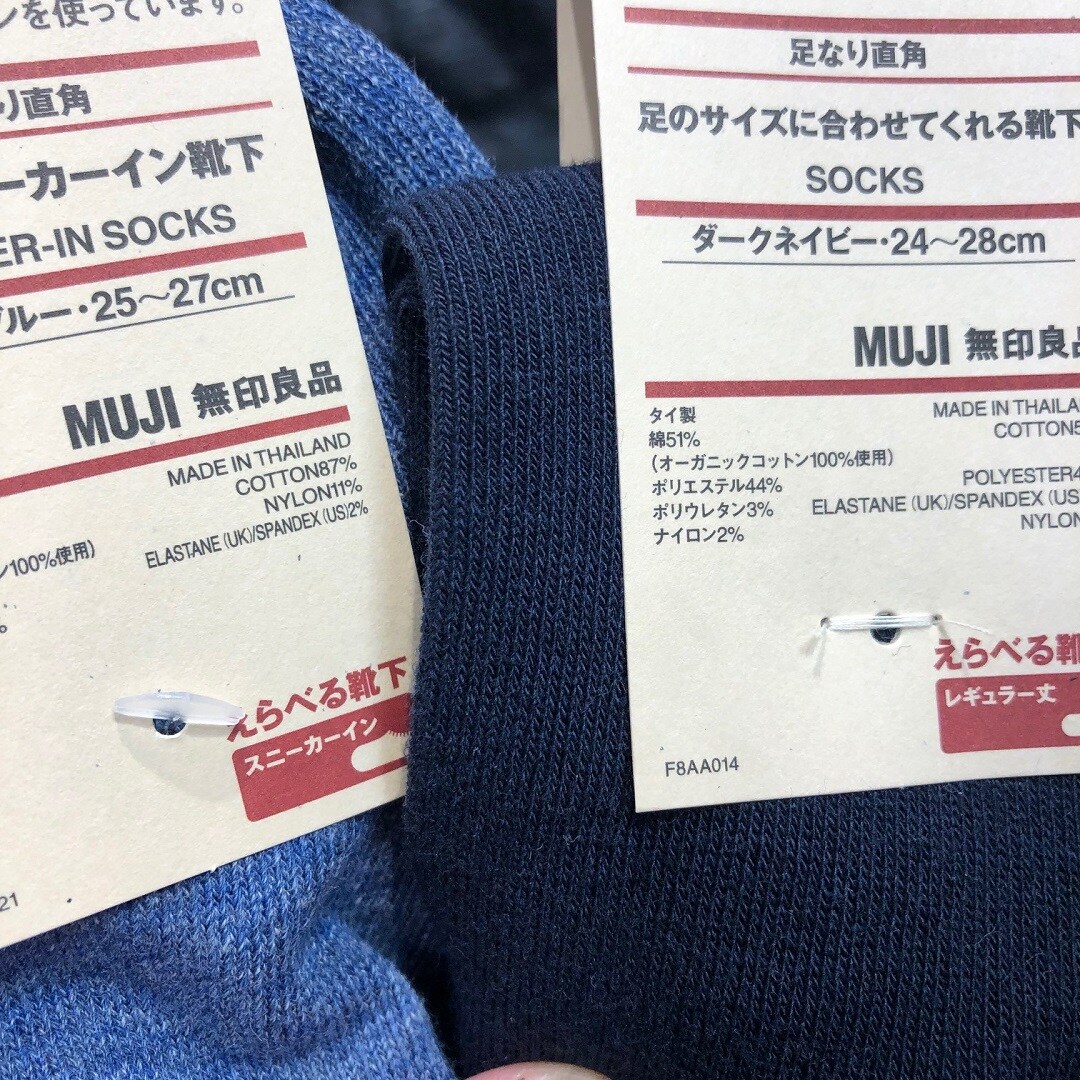 ンを使っています。
り直角
ーカーイン靴下
ER-IN SOCKS
ブルー・25〜27cm
MUJI 無印良品
MADE IN THAILAND
COTTON87%
NYLON11%
ELASTANE (UK)/SPANDEX (US)2%
ン100%使用)
えらべる靴下
スニーカーイン
21
足なり直角
足のサイズに合わせてくれる靴下
SOCKS
ダークネイビー・24〜28cm
MUJI 無印良品
タイ製
綿51%
(オーガニックコットン100%使用)
ポリエステル44%
ポリウレタン3%
ナイロン2%
MADE IN THAILA
COTTON5
POLYESTER4
ELASTANE (UK)/SPANDEX (US
NYLON
えらべる靴
レギュラー丈
F8AA014